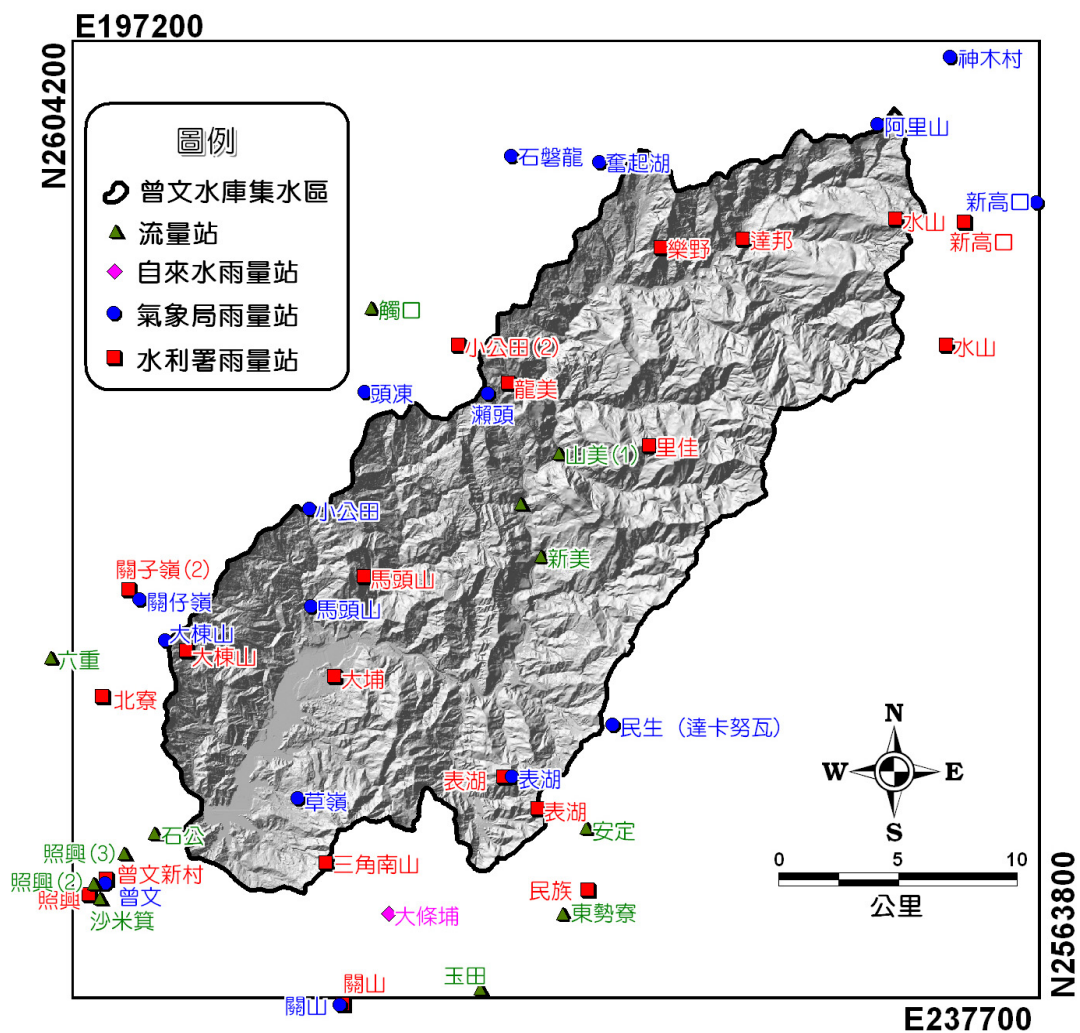 E197200
N2604200
圖例
曾文水庫集水區
流量站
自來水雨量站
氣象局雨量站
水利署雨量站
神木村
阿里山
石磐龍
奮起湖
新高口
水山
新高口
樂野
達邦
觸口
小公田(2)
水山
龍美
頭凍
瀨頭
里佳
山美(1)
小公田
新美
關子嶺(2)
馬頭山
關仔嶺
馬頭山
大棟山
大棟山
六重
大埔
北寮
民生 (達卡努瓦)
N
W
E
S
表湖
表湖
草嶺
表湖
石公
安定
照興(3)
三角南山
曾文新村
照興(2)
曾文
照興
民族
沙米箕
大條埔
東勢寮
0
5
10
公里
玉田
關山
關山
N2563800
E237700